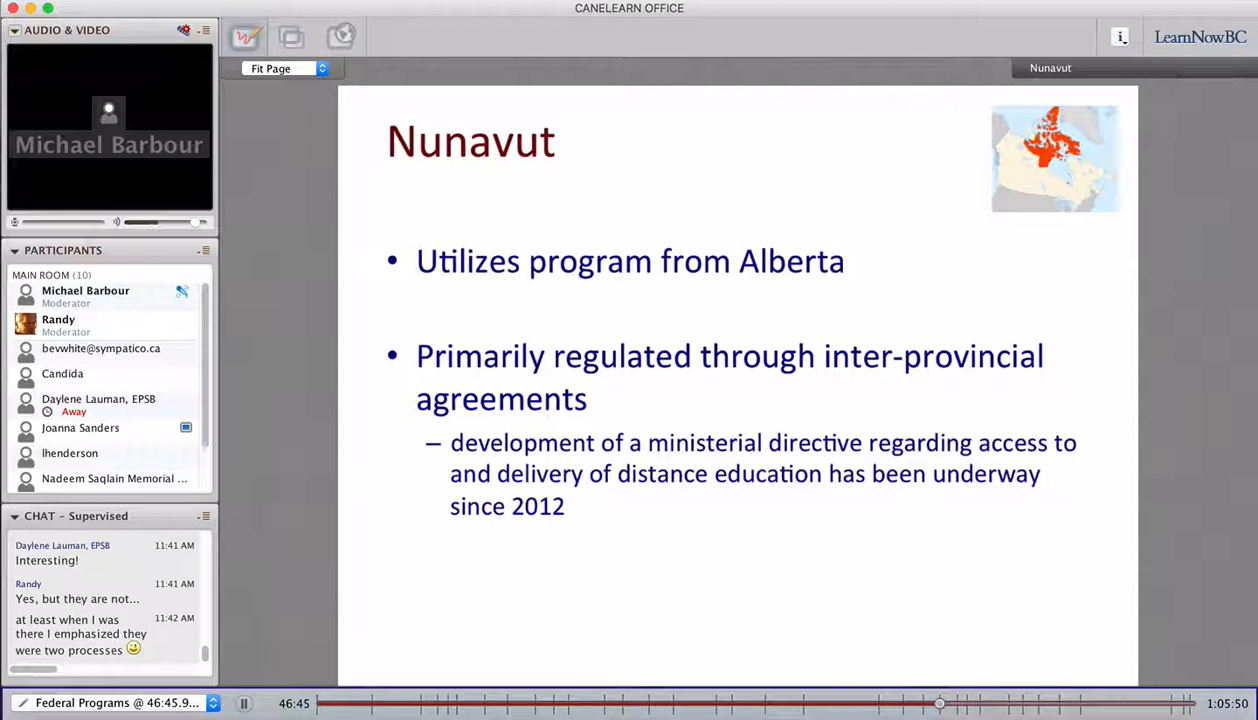 CANELEARN OFFICE
AUDIO & VIDEO
LearnNowBC
Fit Page
Nunavut
Michael Barbour
PARTICIPANTS
MAIN ROOM (10)
Michael Barbour
Moderator
Randy
Moderator
bevwhite@sympatico.ca
Candida
Daylene Lauman, EPSB
Away
Joanna Sanders
lhenderson
Nadeem Saqlain Memorial ...
CHAT - Supervised
Daylene Lauman, EPSB 11:41 AM
Interesting!
Randy 11:41 AM
Yes, but they are not...
at least when I was 11:42 AM
there I emphasized they
were two processes
Nunavut
• Utilizes program from Alberta
• Primarily regulated through inter-provincial
agreements
– development of a ministerial directive regarding access to
and delivery of distance education has been underway
since 2012
Federal Programs @ 46:45.9...
46:45
1:05:50